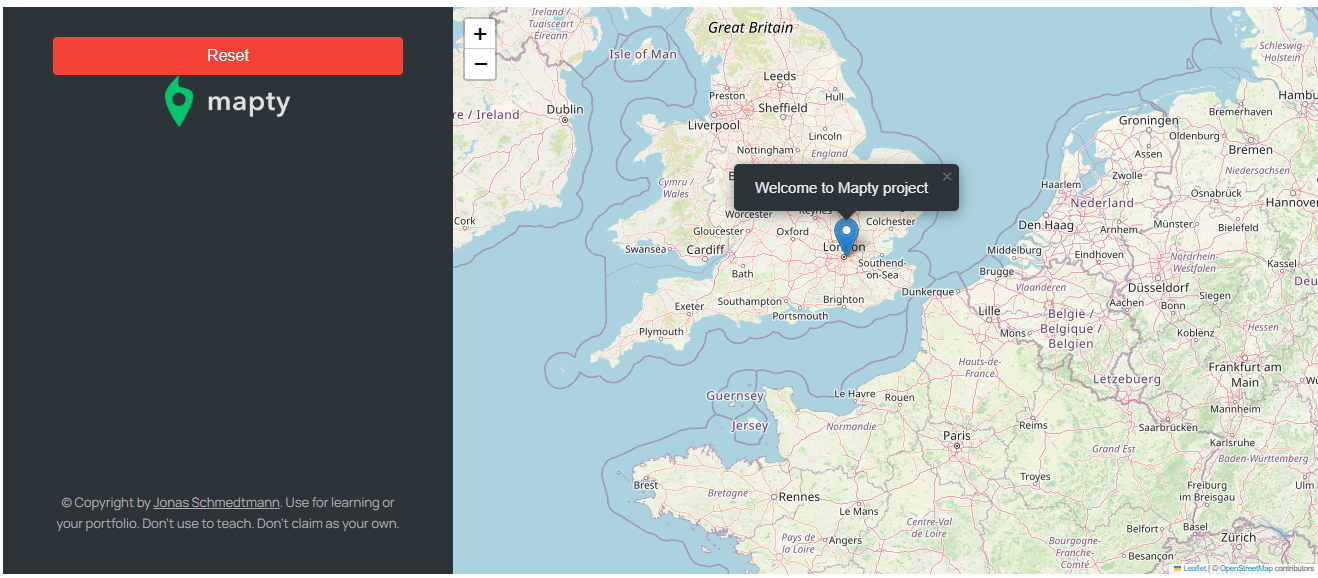 Reset
mapty
© Copyright by Jonas Schmedtmann. Use for learning or
your portfolio. Don't use to teach. Don't claim as your own.
+
−
Great Britain
Ireland /
Tuaisceart
Éireann
Isle of Man
Schleswig-
Holstein
Leeds
Preston
Hull
Sheffield
Dublin
re / Ireland
Liverpool
Lincoln
Nottingham
England
Groningen
Bremerhaven
Hambu
Oldenburg
Assen
Bremen
Welcome to Mapty project
×
Cymru /
Wales
Haarlem
Zwolle
Niedersachsen
Osnabrück
Hannover
Nederland
Worcester
Keynes
Colchester
Cork
Gloucester
Oxford
Den Haag
Arnhem
Münster
Bielefeld
Swansea
Cardiff
London
Middelburg
Eindhoven
Nordrhein-
Westfalen
Kassel
Southend-
on-Sea
Bath
Brugge
Vlaanderen
Düsseldorf
Deu
Dunkerque
Exeter
Southampton
Brighton
Portsmouth
Aachen
Bonn
Siegen
Lille
België /
Belgique /
Belgien
Plymouth
Mons
Koblenz
Hessen
Hauts-de-
France
Frankfurt am
Main
Letzebuerg
Guernsey
Le Havre
Rouen
Mannheim
Wü
Jersey
Normandie
Reims
Saarbrücken
Paris
Grand Est
Karlsruhe
Baden-Württemberg
Troyes
Brest
Bretagne
Rennes
Freiburg
im Breisgau
Ulm
Le Mans
Centre-Val
de Loire
Belfort
Basel
Pays de
la Loire
Angers
Zürich
Bourgogne-
Franche-
Comté
Besançon
Leaflet | © OpenStreetMap contributors